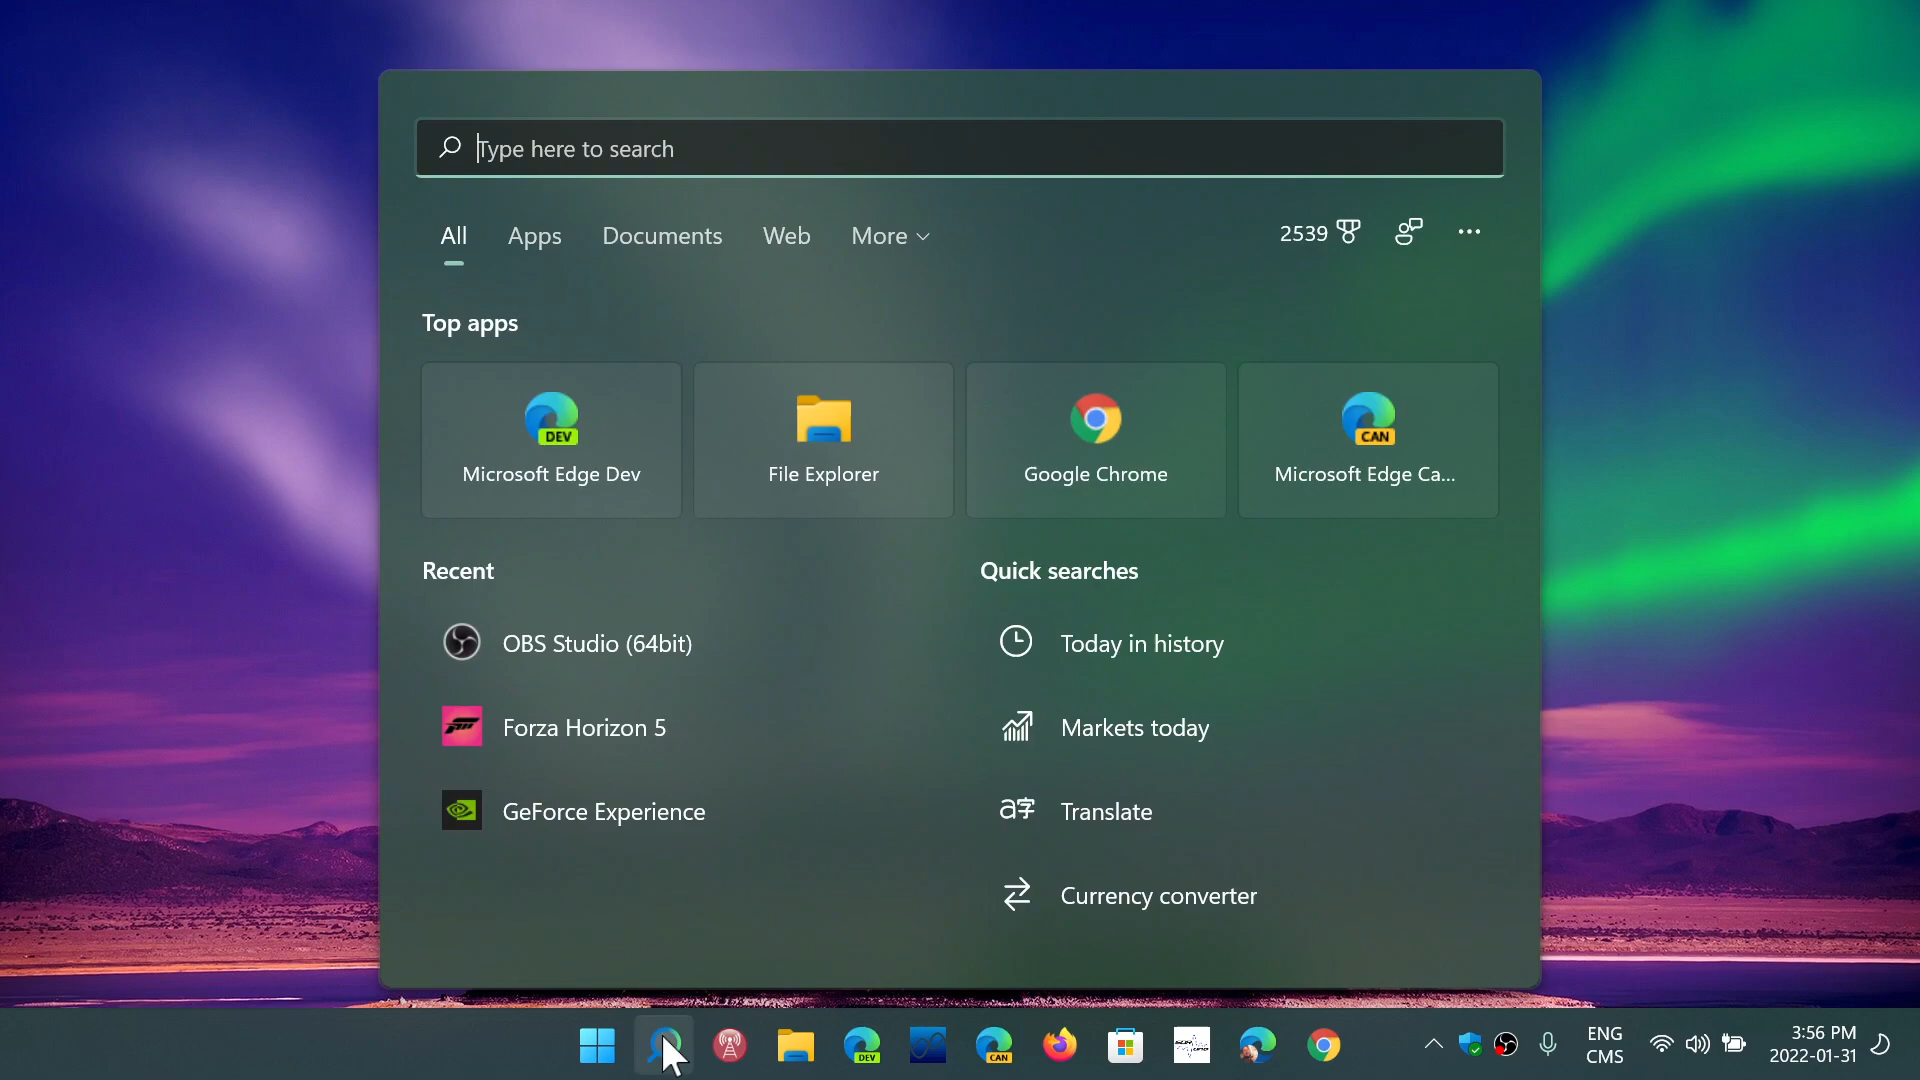 Type here to search
All Apps Documents Web More
2539
Top apps
DEV
CAN
Microsoft Edge Dev
File Explorer
Google Chrome
Microsoft Edge Ca...
Recent
Quick searches
OBS Studio (64bit)
Today in history
Forza Horizon 5
Markets today
a字
Translate
GeForce Experience
Currency converter
DEV
CAN
ENG
CMS
3:56 PM
2022-01-31